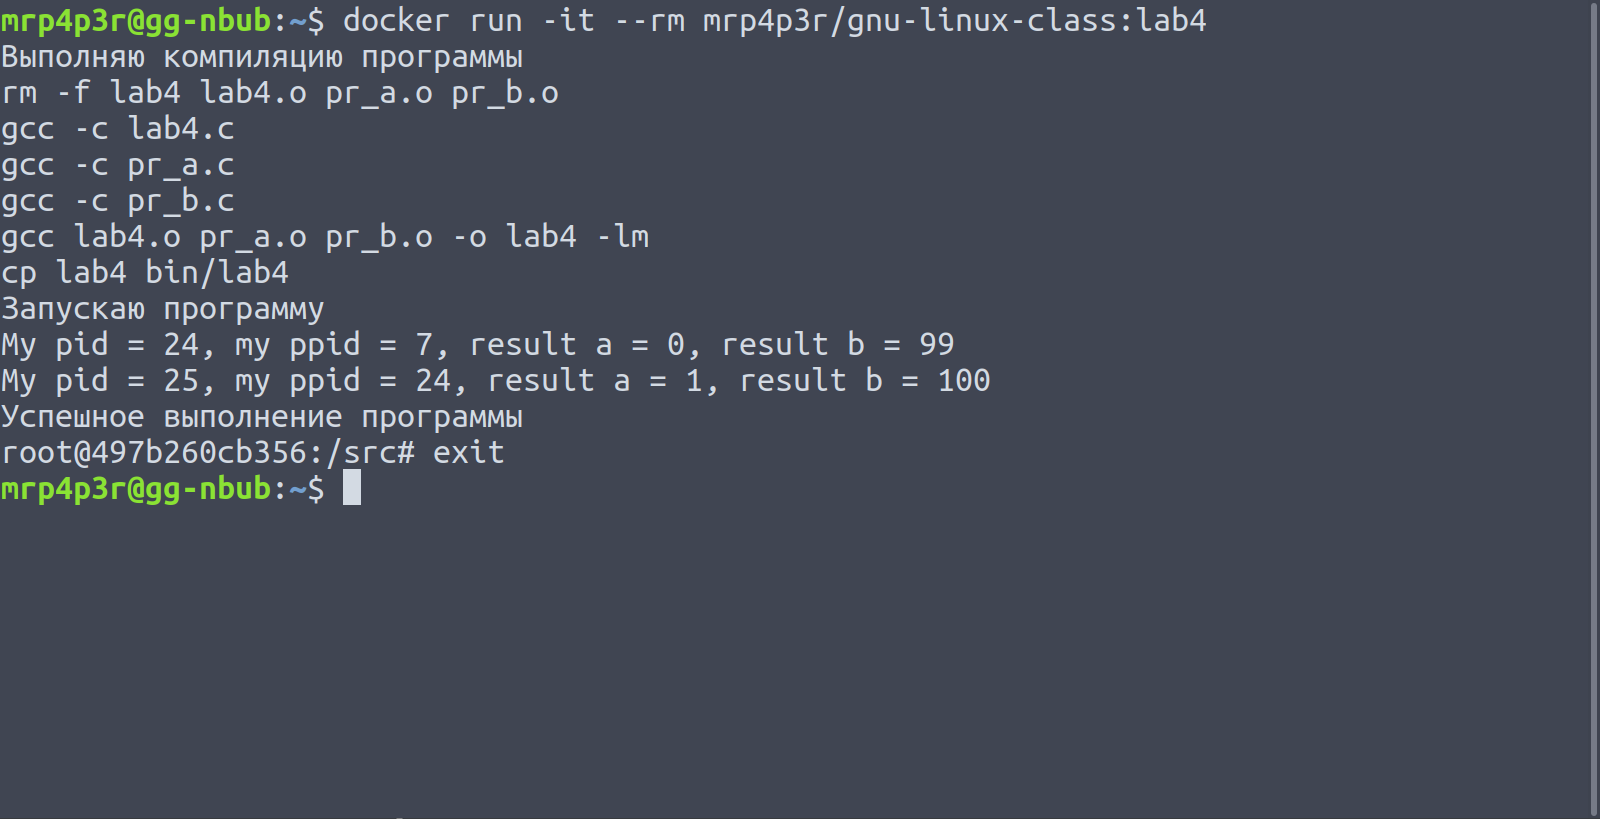 mrp4p3r@gg-nbub:~$ docker run -it --rm mrp4p3r/gnu-linux-class:lab4
Выполняю компиляцию программы
rm -f lab4 lab4.o pr_a.o pr_b.o
gcc -c lab4.c
gcc -c pr_a.c
gcc -c pr_b.c
gcc lab4.o pr_a.o pr_b.o -o lab4 -lm
cp lab4 bin/lab4
Запускаю программу
My pid = 24, my ppid = 7, result a = 0, result b = 99
My pid = 25, my ppid = 24, result a = 1, result b = 100
Успешное выполнение программы
root@497b260cb356:/src# exit
mrp4p3r@gg-nbub:~$